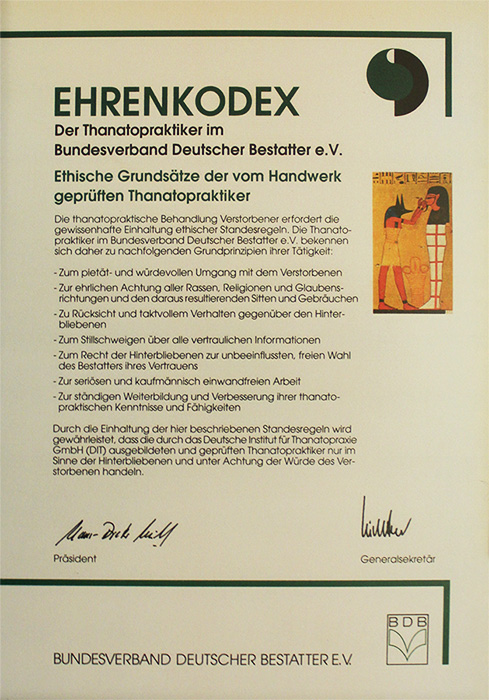 EHRENKODEX
Der Thanatopraktiker im
Bundesverband Deutscher Bestatter e.V.
Ethische Grundsätze der vom Handwerk
geprüften Thanatopraktiker
Die thanatopraktische Behandlung Verstorbener erfordert die
gewissenhafte Einhaltung ethischer Standesregeln. Die Thanato-
praktiker im Bundesverband Deutscher Bestatter e.V. bekennen
sich daher zu nachfolgenden Grundprinzipien ihrer Tätigkeit:
- Zum pietät- und würdevollen Umgang mit dem Verstorbenen
- Zur ehrlichen Achtung aller Rassen, Religionen und Glaubens-
richtungen und den daraus resultierenden Sitten und Gebräuchen
- Zu Rücksicht und taktvollem Verhalten gegenüber den Hinter-
bliebenen
- Zum Stillschweigen über alle vertraulichen Informationen
- Zum Recht der Hinterbliebenen zur unbeeinflussten, freien Wahl
des Bestatters ihres Vertrauens
- Zur seriösen und kaufmännisch einwandfreien Arbeit
- Zur ständigen Weiterbildung und Verbesserung ihrer thanato-
praktischen Kenntnisse und Fähigkeiten
Durch die Einhaltung der hier beschriebenen Standesregeln wird
gewährleistet, dass die durch das Deutsche Institut für Thanatopraxie
GmbH (DIT) ausgebildeten und geprüften Thanatopraktiker nur im
Sinne der Hinterbliebenen und unter Achtung der Würde des Ver-
storbenen handeln.
Präsident
Generalsekretär
BDB
BUNDESVERBAND DEUTSCHER BESTATTER E.V.